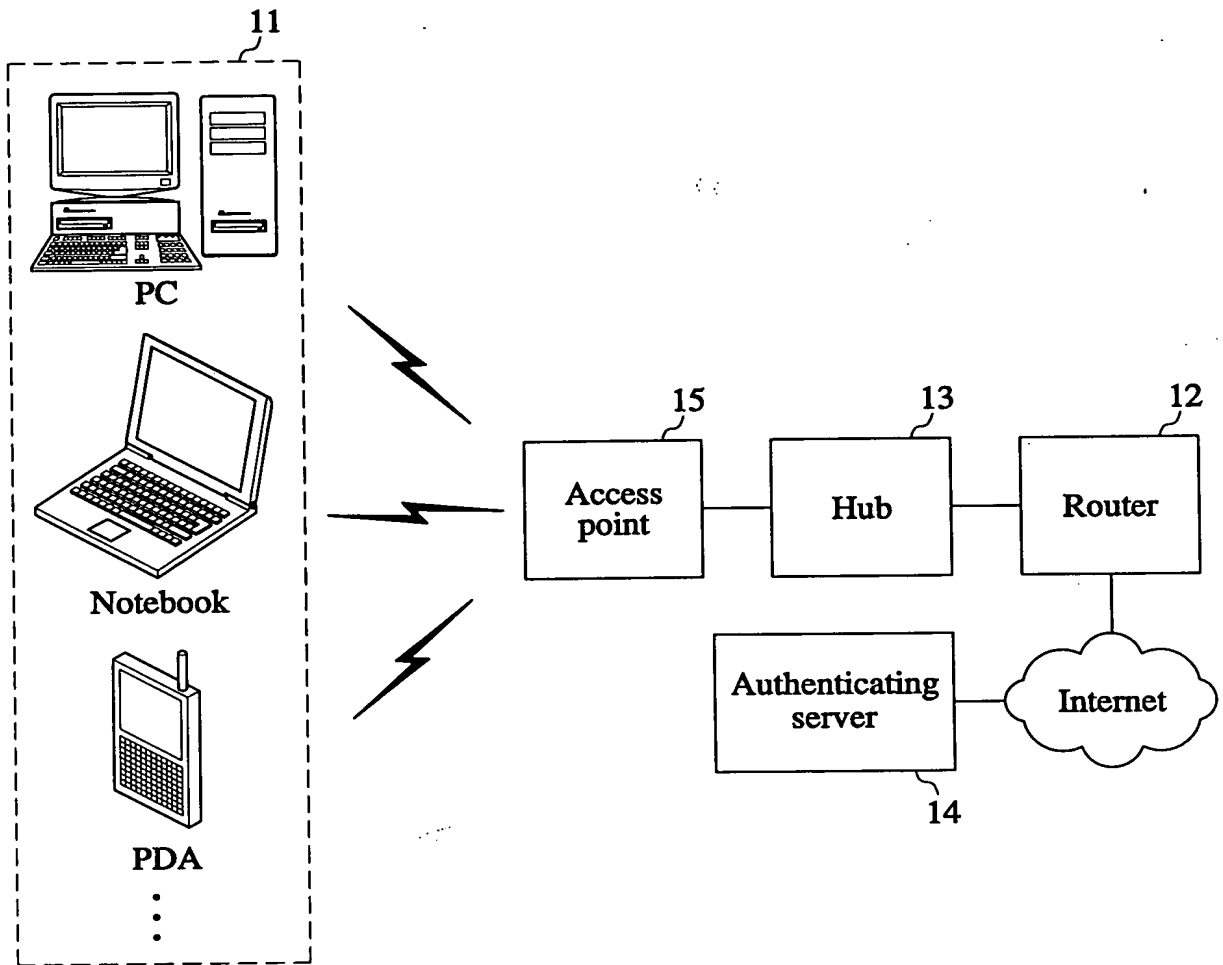 11
PC
Notebook
PDA
15
Access
point
13
Hub
12
Router
Authenticating
server
14
Internet